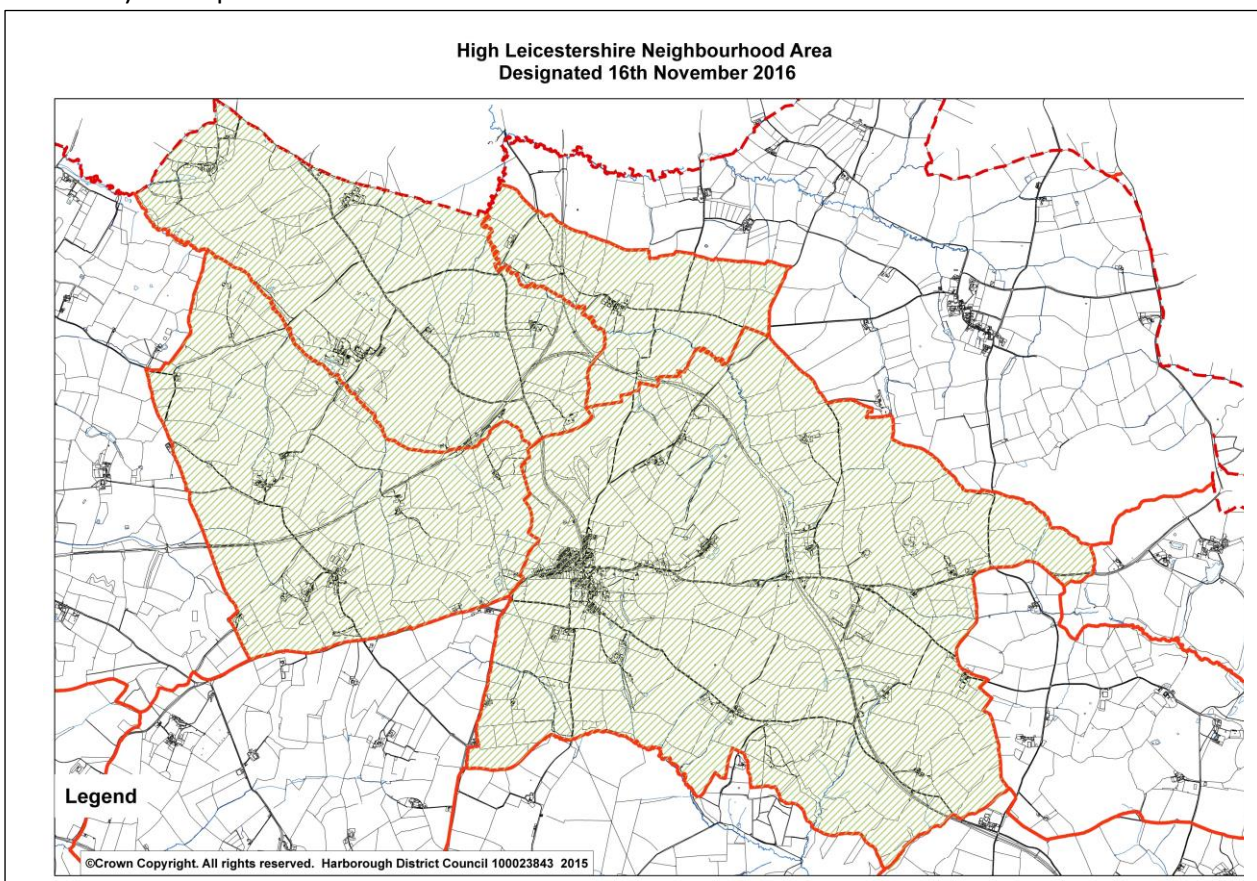 High Leicestershire Neighbourhood Area
Designated 16th November 2016
Legend
©Crown Copyright. All rights reserved. Harborough District Council 100023843 2015